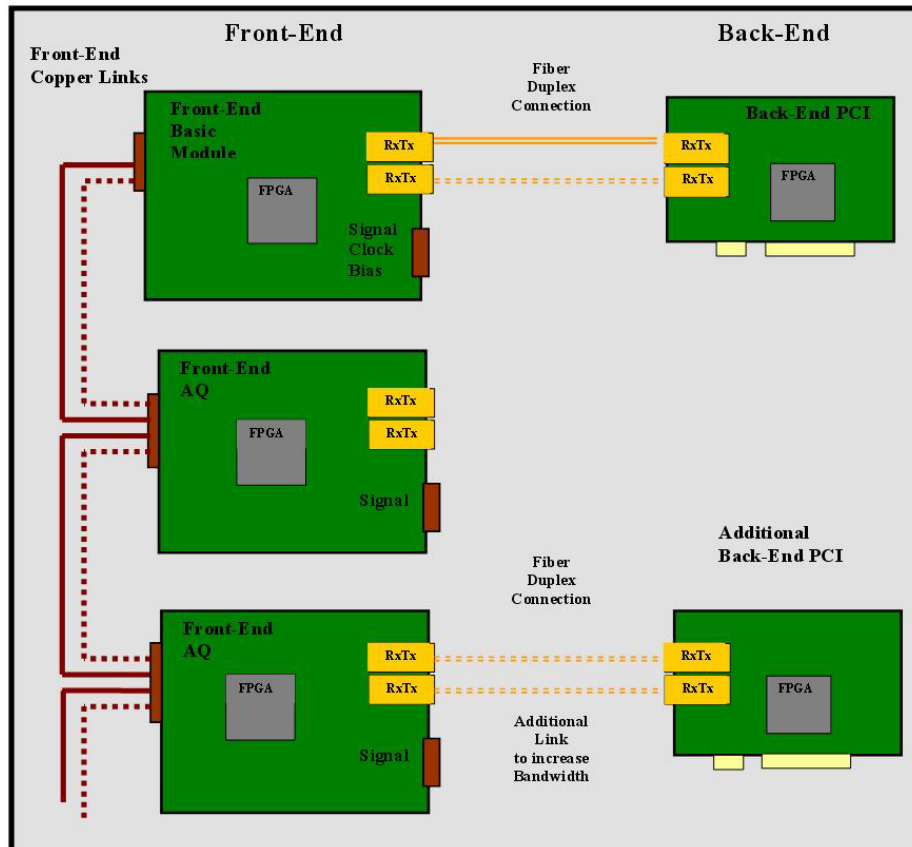 Front-End
Back-End
Front-End
Copper Links
Fiber
Duplex
Connection
Front-End
Basic
Module
RxTx
RxTx
FPGA
Signal
Clock
Bias
Back-End PCI
RxTx
RxTx
FPGA
Front-End
AQ
RxTx
RxTx
FPGA
Signal
Additional
Back-End PCI
Fiber
Duplex
Connection
Front-End
AQ
RxTx
RxTx
FPGA
Signal
Additional
Link
to increase
Bandwidth
RxTx
RxTx
FPGA